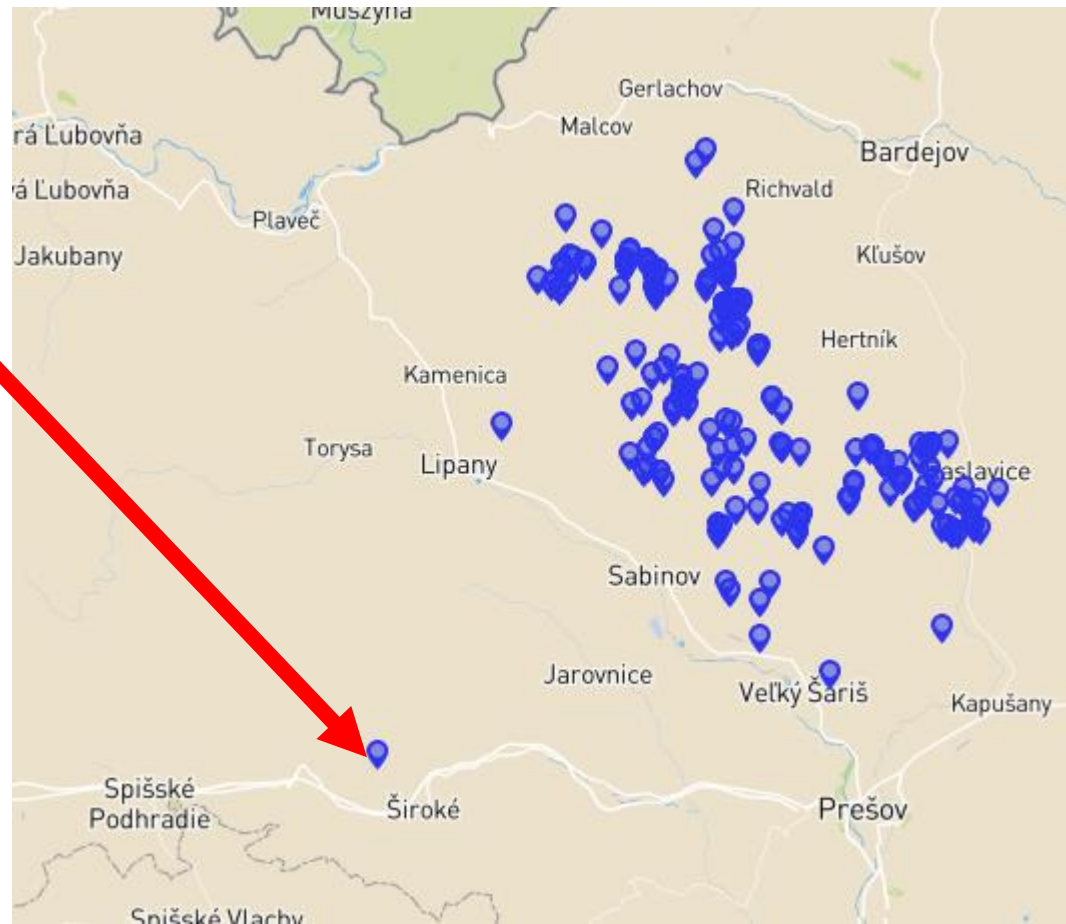 Muszyna
Gerlachov
Malcov
rá Ľubovňa
Bardejov
vá Ľubovňa
Richvald
Plaveč
Jakubany
Kľušov
Hertník
Kamenica
Torysa
Lipany
aslavice
Sabinov
Jarovnice
Veľký Šariš
Kapušany
Spišské
Podhradie
Široké
Prešov
Spišské Vlachy